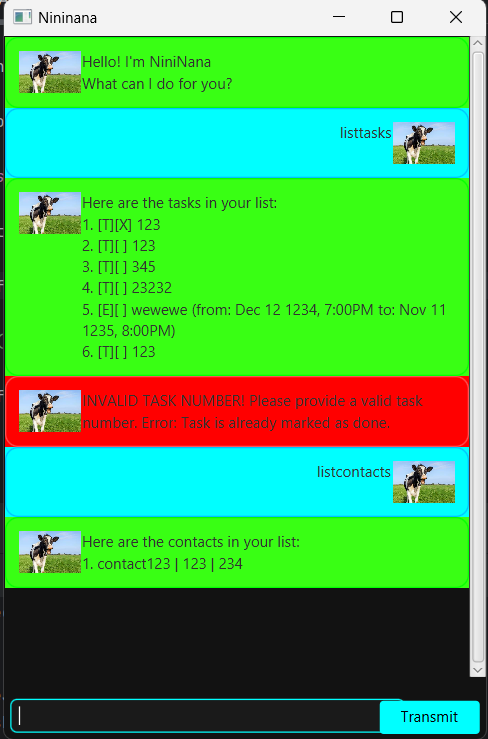 Nininana
Hello! I'm NiniNana
What can I do for you?
listtasks
Here are the tasks in your list:
1. [T][X] 123
2. [T][ ] 123
3. [T][ ] 345
4. [T][ ] 23232
5. [E][ ] wewewe (from: Dec 12 1234, 7:00PM to: Nov 11
1235, 8:00PM)
6. [T][ ] 123
INVALID TASK NUMBER! Please provide a valid task
number. Error: Task is already marked as done.
listcontacts
Here are the contacts in your list:
1. contact123 | 123 | 234
Transmit